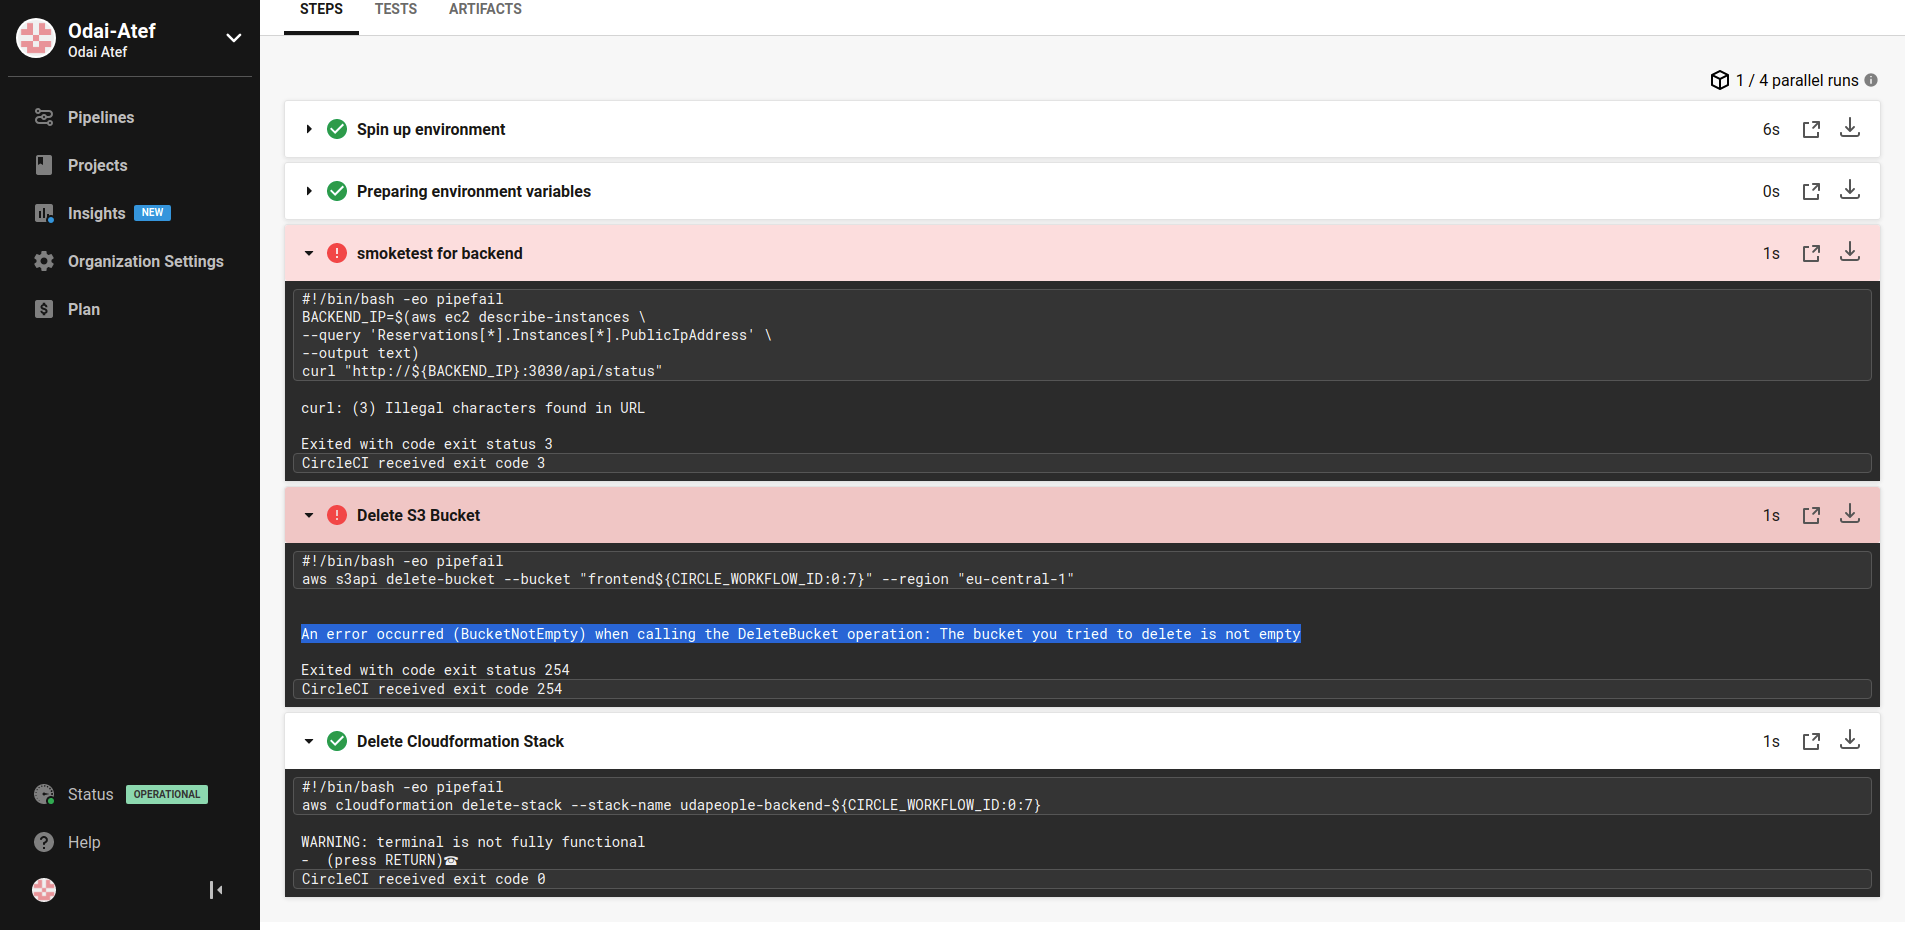 Odai-Atef
Odai Atef
Pipelines
Projects
Insights NEW
Organization Settings
Plan
Status OPERATIONAL
Help
STEPS TESTS ARTIFACTS
1 / 4 parallel runs
Spin up environment 6s
Preparing environment variables 0s
smoketest for backend 1s
#!/bin/bash -eo pipefail
BACKEND_IP=$(aws ec2 describe-instances \
--query 'Reservations[*].Instances[*].PublicIpAddress' \
--output text)
curl "http://${BACKEND_IP}:3030/api/status"
curl: (3) Illegal characters found in URL
Exited with code exit status 3
CircleCI received exit code 3
Delete S3 Bucket 1s
#!/bin/bash -eo pipefail
aws s3api delete-bucket --bucket "frontend${CIRCLE_WORKFLOW_ID:0:7}" --region "eu-central-1"
An error occurred (BucketNotEmpty) when calling the DeleteBucket operation: The bucket you tried to delete is not empty
Exited with code exit status 254
CircleCI received exit code 254
Delete Cloudformation Stack 1s
#!/bin/bash -eo pipefail
aws cloudformation delete-stack --stack-name udapeople-backend-${CIRCLE_WORKFLOW_ID:0:7}
WARNING: terminal is not fully functional
-  (press RETURN)☎
CircleCI received exit code 0